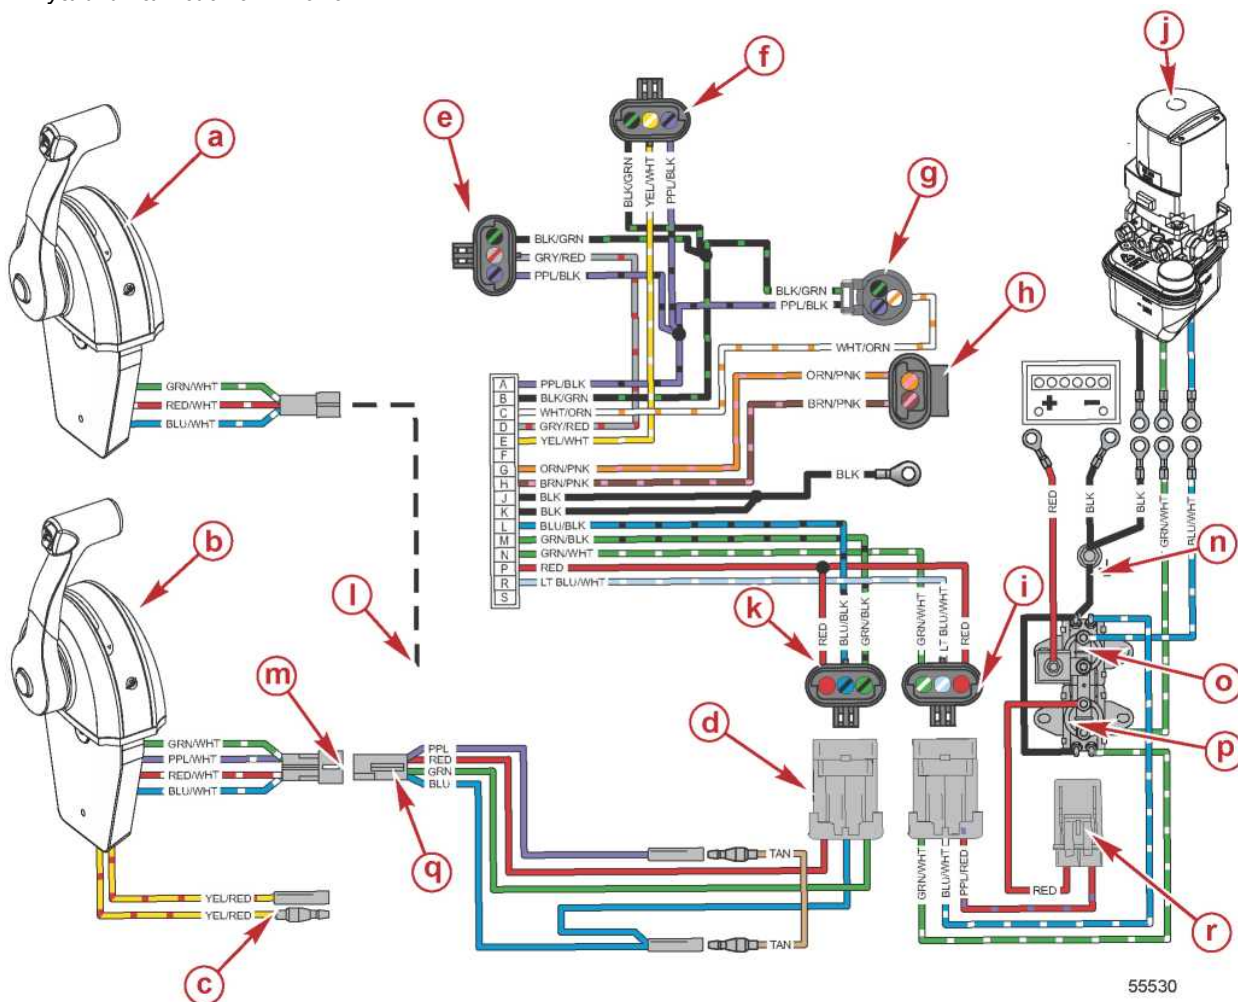 j
f
e
a
g
h
BLK/GRN
YEL/WHT
PPL/BLK
BLK/GRN
GRY/RED
PPL/BLK
BLK/GRN
PPL/BLK
WHT/ORN
ORN/PNK
BRN/PNK
GRN/WHT
RED/WHT
BLU/WHT
A PPL/BLK
B BLK/GRN
C WHT/ORN
D GRY/RED
E YEL/WHT
F
G ORN/PNK
H BRN/PNK
J BLK
K BLK
L BLU/BLK
M GRN/BLK
N GRN/WHT
P RED
R LT BLU/WHT
S
BLK
+ -
RED
BLK
BLK
GRN/WHT
BLU/WHT
b
l
k
i
n
o
p
RED
BLU/BLK
GRN/BLK
GRN/WHT
LT BLU/WHT
RED
m
d
GRN/WHT
PPL/WHT
RED/WHT
BLU/WHT
PPL
RED
GRN
BLU
q
TAN
TAN
GRN/WHT
BLU/WHT
PPL/RED
RED
r
YEL/RED
YEL/RED
c
55530